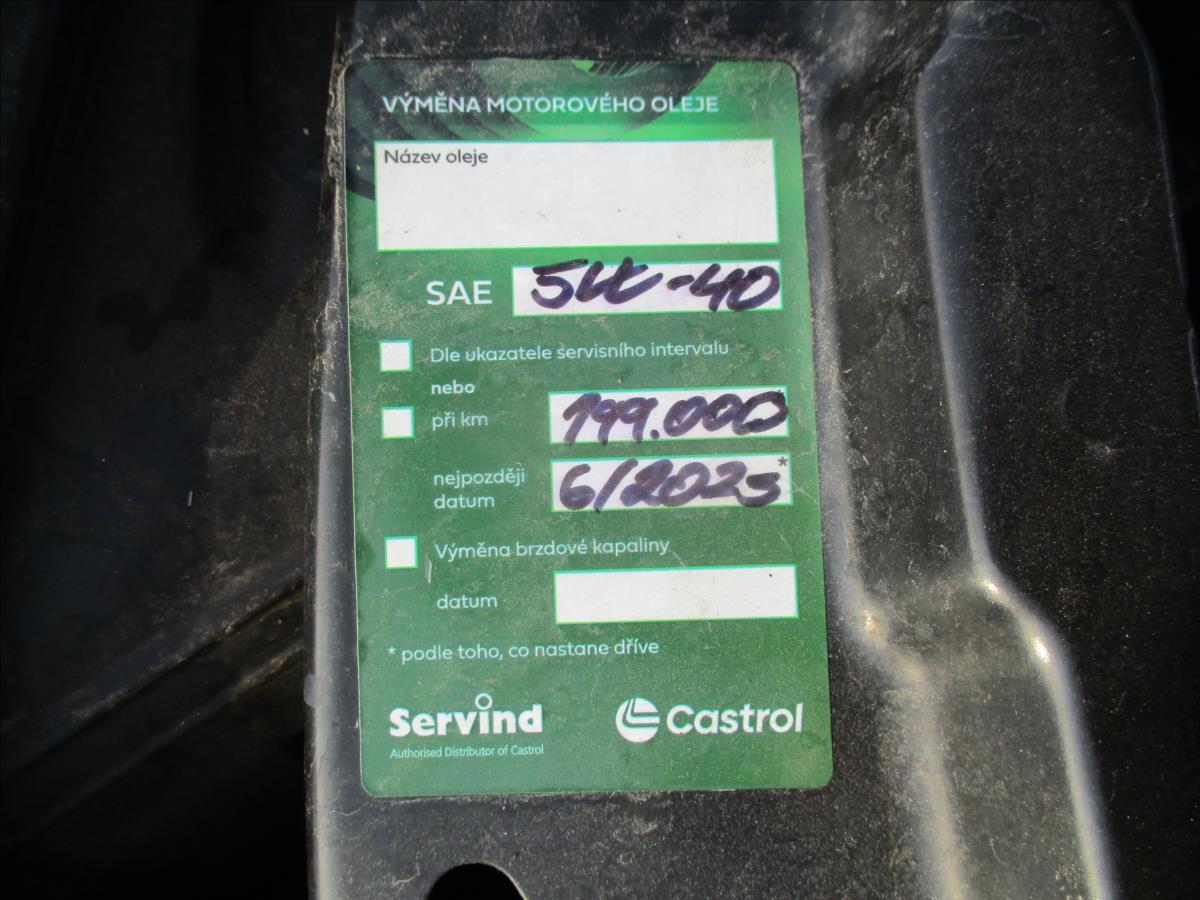 VÝMĚNA MOTOROVÉHO OLEJE
Název oleje
SAE 5W-40
Dle ukazatele servisního intervalu
nebo
při km 199.000 *
nejpozději datum 6/2025 *
Výměna brzdové kapaliny
datum
* podle toho, co nastane dříve
Servind Castrol
Authorised Distributor of Castrol